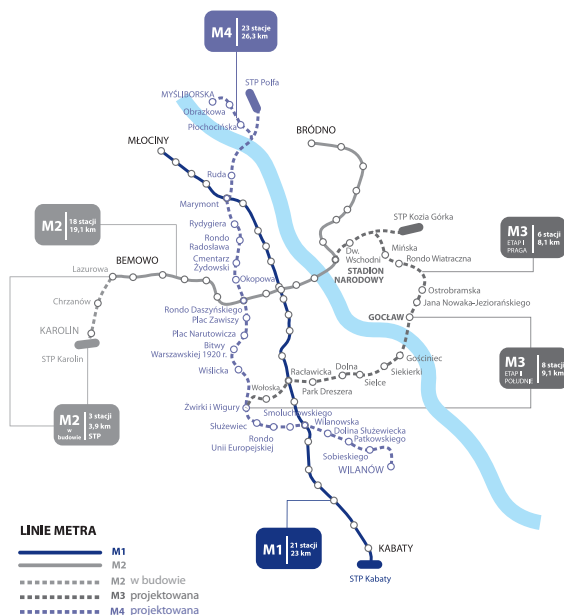 M4
23 stacje
26,3 km
STP Polfa
MYŚLIBORSKA
Obrazkowa
Płochocińska
BRÓDNO
MŁOCINY
Ruda
Marymont
M2
18 stacji
19,1 km
Rydygiera
Rondo
Radosława
Cmentarz
Żydowski
Okopowa
STP Kozia Górka
Dw.
Wschodni
Mińska
Rondo Wiatraczna
STADION
NARODOWY
M3
ETAP I
PRAGA
6 stacji
8,1 km
Lazurowa
BEMOWO
Chrzanów
KAROLIN
STP Karolin
Ostrobramska
Jana Nowaka-Jeziorańskiego
GOCŁAW
Rondo Daszyńskiego
Plac Zawiszy
Plac Narutowicza
Bitwy
Warszawskiej 1920 r.
Wiślicka
Gościniec
Siekierki
Racławicka
Dolna
Sielce
Park Dreszera
Wołoska
M3
ETAP II
POŁUDNIE
8 stacji
9,1 km
Żwirki i Wigury
M2
w
budowie
3 stacji
3,9 km
STP
Smoluchowskiego
Służewiec
Rondo
Unii Europejskiej
Wilanowska
Dolina Służewiecka
Patkowskiego
Sobieskiego
WILANÓW
M1
21 stacji
23 km
KABATY
STP Kabaty
LINIE METRA
M1
M2
M2 w budowie
M3 projektowana
M4 projektowana